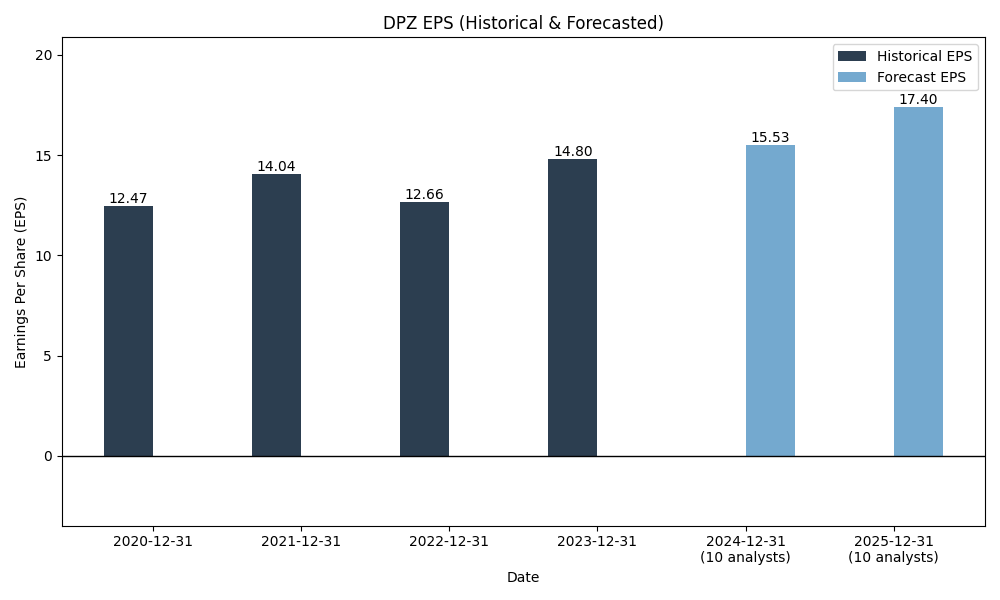 DPZ EPS (Historical & Forecasted)
Historical EPS
Forecast EPS
20
15
10
5
0
Earnings Per Share (EPS)
12.47
14.04
12.66
14.80
15.53
17.40
2020-12-31
2021-12-31
2022-12-31
2023-12-31
2024-12-31
(10 analysts)
2025-12-31
(10 analysts)
Date